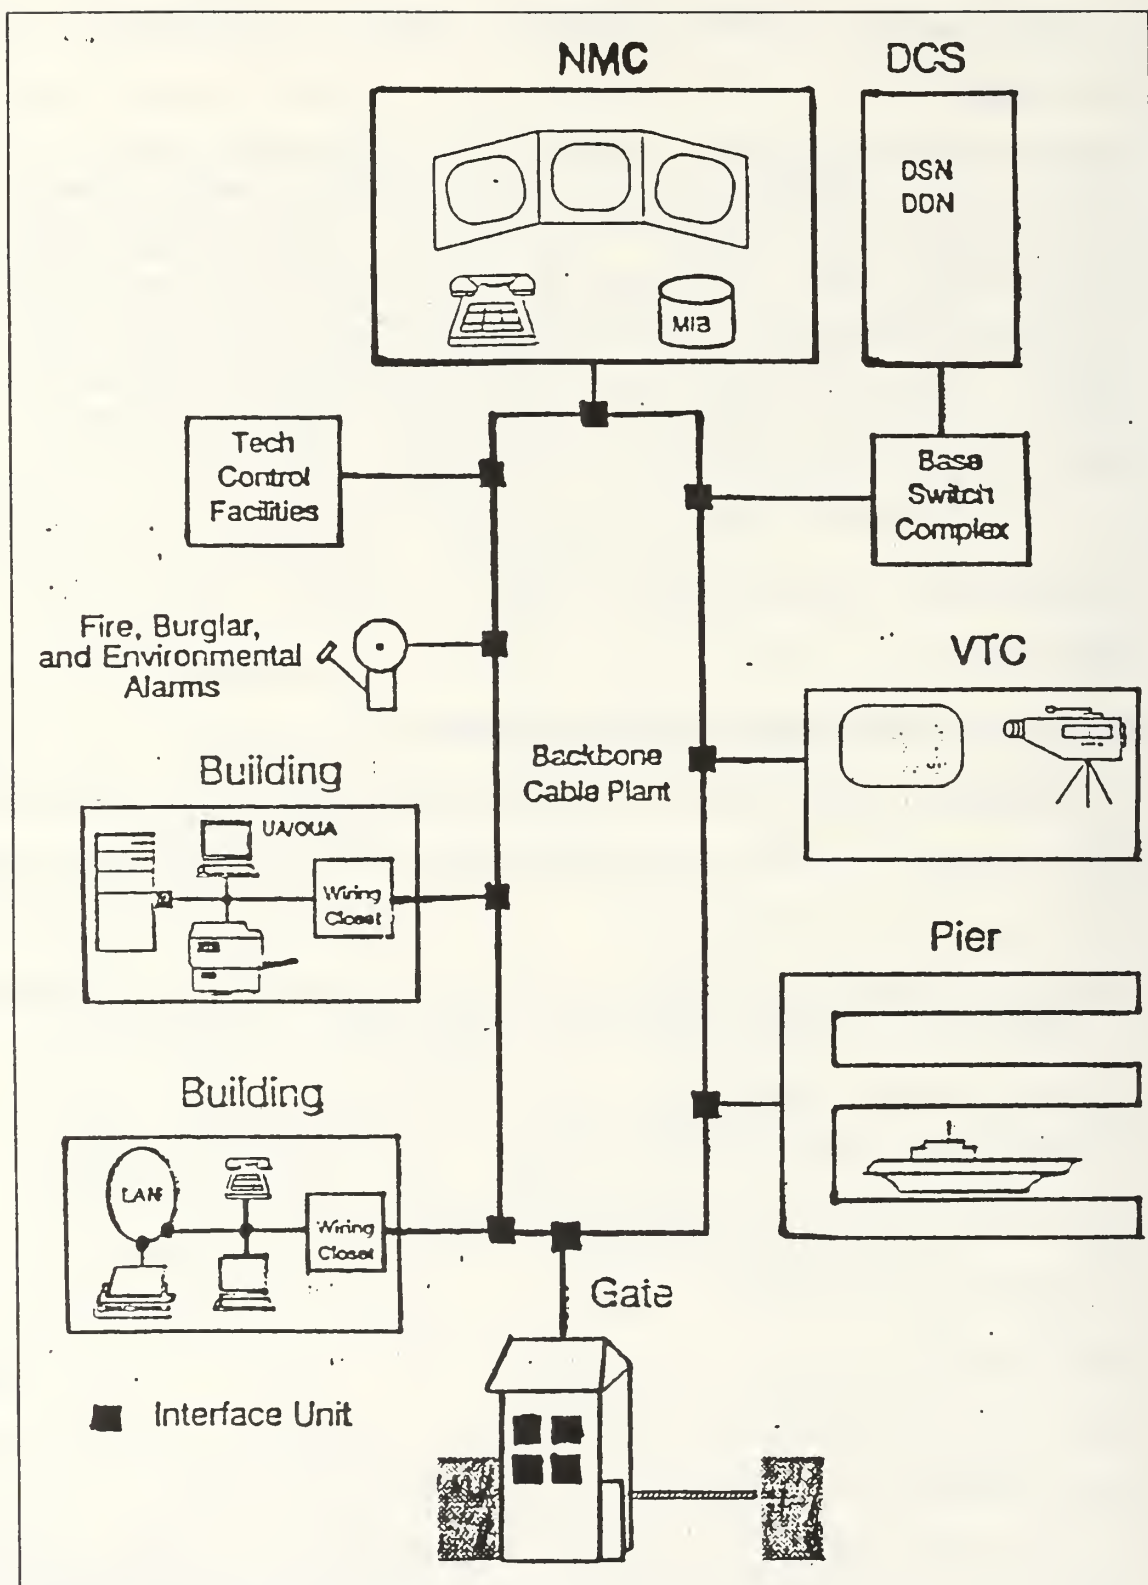 NMC
DCS
DSN
DDN
MIB
Tech
Control
Facilities
Base
Switch
Complex
Fire, Burglar,
and Environmental
Alarms
VTC
Backbone
Cable Plant
Building
UA/OUA
Wiring
Closet
Pier
Building
LAN
Wiring
Closet
Gate
Interface Unit